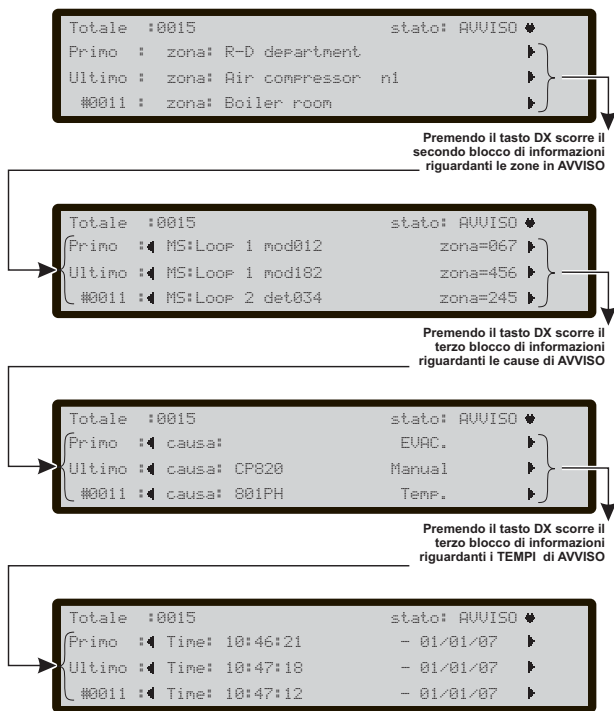 Totale :0015 stato: AVVISO
Primo : zona: R-D department
Ultimo : zona: Air compressor n1
#0011 : zona: Boiler room
Premendo il tasto DX scorre il
secondo blocco di informazioni
riguardanti le zone in AVVISO
Totale :0015 stato: AVVISO
Primo : MS:Loop 1 mod012 zona=067
Ultimo : MS:Loop 1 mod182 zona=456
#0011 : MS:Loop 2 det034 zona=245
Premendo il tasto DX scorre il
terzo blocco di informazioni
riguardanti le cause di AVVISO
Totale :0015 stato: AVVISO
Primo : causa: EVAC.
Ultimo : causa: CP820 Manual
#0011 : causa: 801PH Temp.
Premendo il tasto DX scorre il
terzo blocco di informazioni
riguardanti i TEMPI di AVVISO
Totale :0015 stato: AVVISO
Primo : Time: 10:46:21 - 01/01/07
Ultimo : Time: 10:47:18 - 01/01/07
#0011 : Time: 10:47:12 - 01/01/07